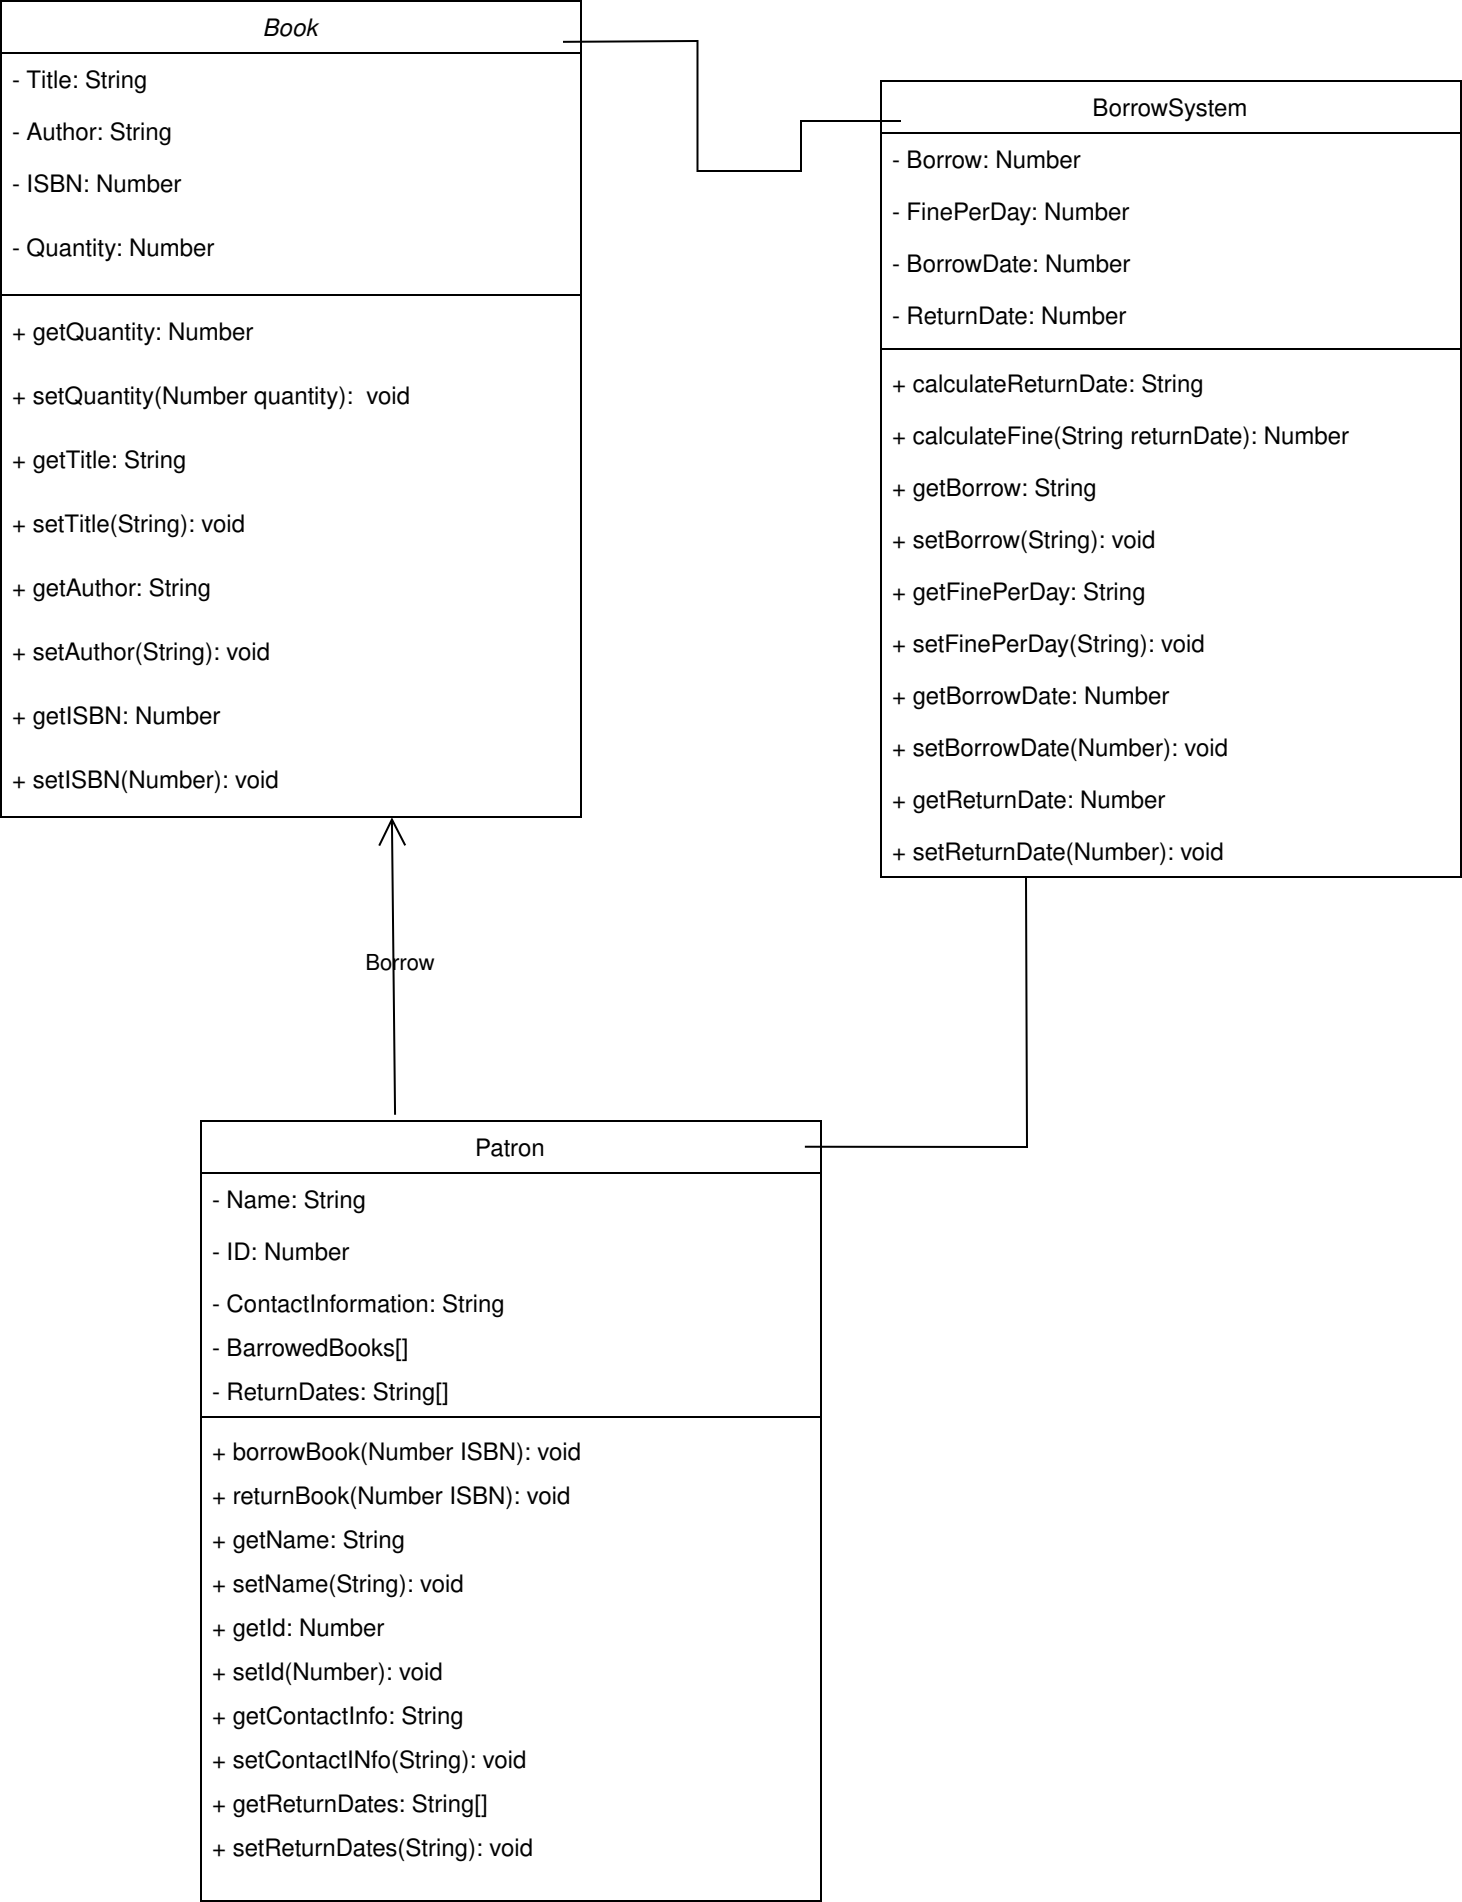 Book
- Title: String
- Author: String
- ISBN: Number
- Quantity: Number
+ getQuantity: Number
+ setQuantity(Number quantity):  void
+ getTitle: String
+ setTitle(String): void
+ getAuthor: String
+ setAuthor(String): void
+ getISBN: Number
+ setISBN(Number): void
BorrowSystem
- Borrow: Number
- FinePerDay: Number
- BorrowDate: Number
- ReturnDate: Number
+ calculateReturnDate: String
+ calculateFine(String returnDate): Number
+ getBorrow: String
+ setBorrow(String): void
+ getFinePerDay: String
+ setFinePerDay(String): void
+ getBorrowDate: Number
+ setBorrowDate(Number): void
+ getReturnDate: Number
+ setReturnDate(Number): void
Borrow
Patron
- Name: String
- ID: Number
- ContactInformation: String
- BarrowedBooks[]
- ReturnDates: String[]
+ borrowBook(Number ISBN): void
+ returnBook(Number ISBN): void
+ getName: String
+ setName(String): void
+ getId: Number
+ setId(Number): void
+ getContactInfo: String
+ setContactINfo(String): void
+ getReturnDates: String[]
+ setReturnDates(String): void